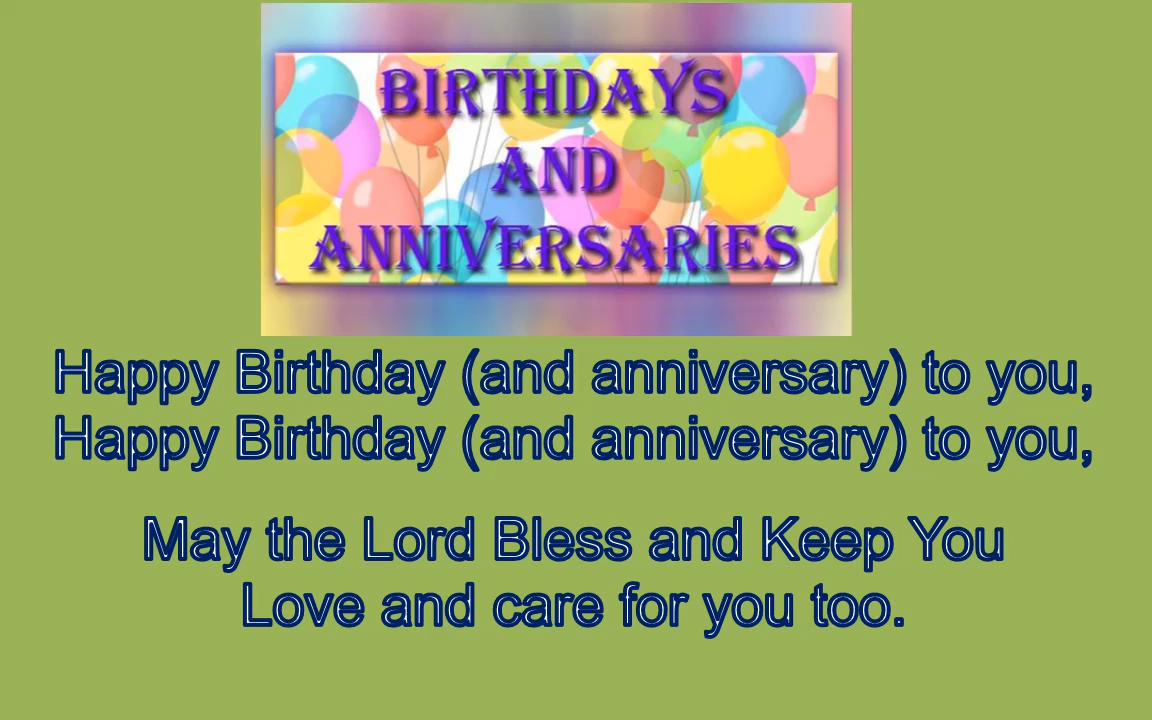 BIRTHDAYS
AND
ANNIVERSARIES
Happy Birthday (and anniversary) to you,
Happy Birthday (and anniversary) to you,
May the Lord Bless and Keep You
Love and care for you too.